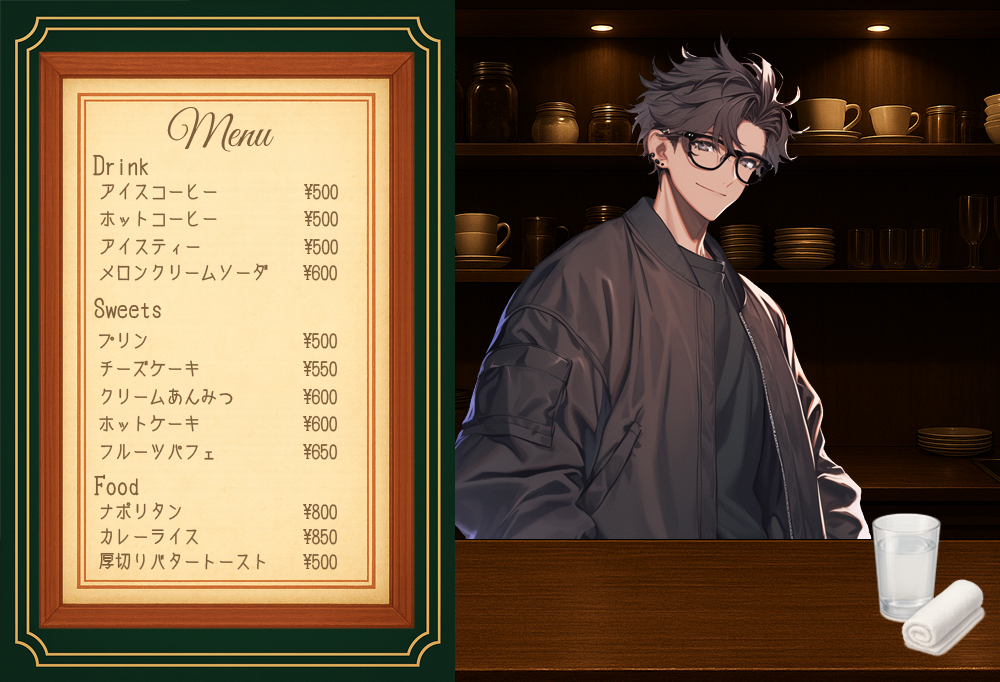 Menu
Drink
アイスコーヒー ¥500
ホットコーヒー ¥500
アイスティー ¥500
メロンクリームソーダ ¥600
Sweets
プリン ¥500
チーズケーキ ¥550
クリームあんみつ ¥600
ホットケーキ ¥600
フルーツパフェ ¥650
Food
ナポリタン ¥800
カレーライス ¥850
厚切りバタートースト ¥500